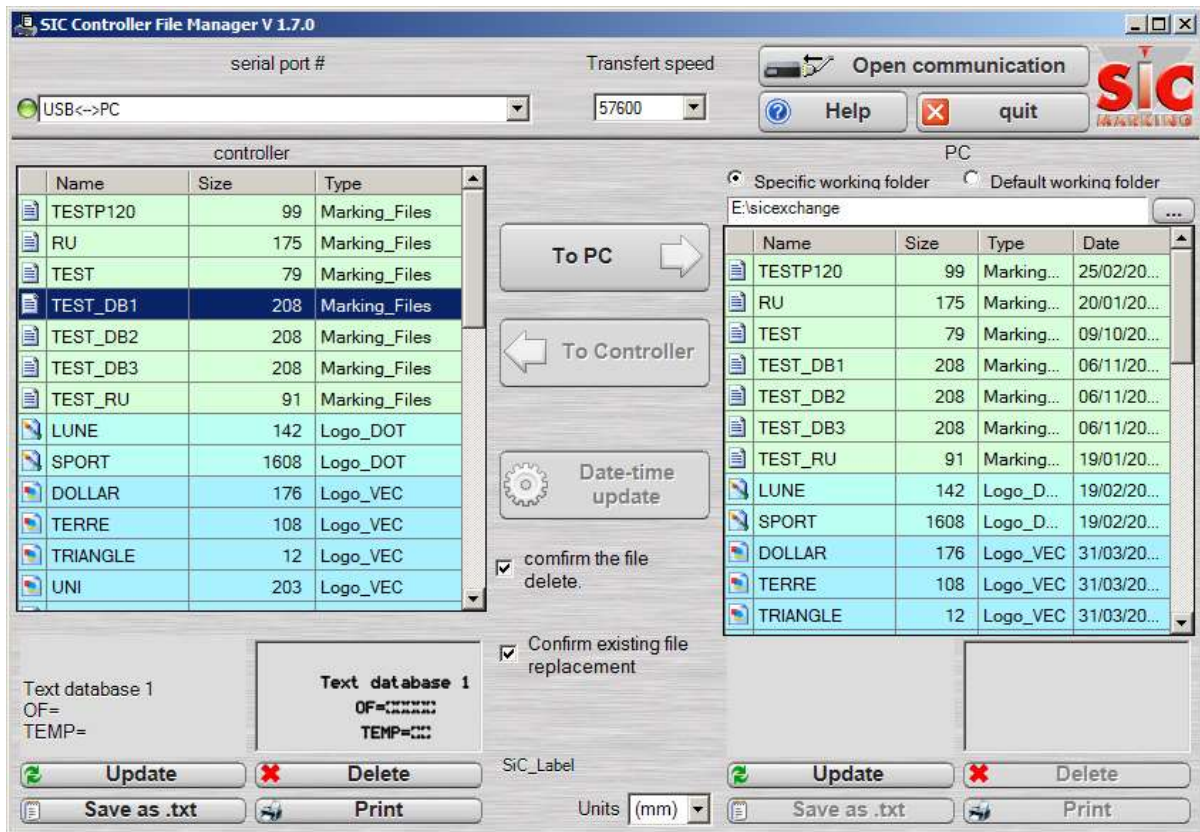 SIC Controller File Manager V 1.7.0
serial port #
Transfert speed
Open communication
USB<-->PC
57600
Help
quit
SIC
MARKING
controller
Name Size Type
TESTP120 99 Marking_Files
RU 175 Marking_Files
TEST 79 Marking_Files
TEST_DB1 208 Marking_Files
TEST_DB2 208 Marking_Files
TEST_DB3 208 Marking_Files
TEST_RU 91 Marking_Files
LUNE 142 Logo_DOT
SPORT 1608 Logo_DOT
DOLLAR 176 Logo_VEC
TERRE 108 Logo_VEC
TRIANGLE 12 Logo_VEC
UNI 203 Logo_VEC
To PC
To Controller
Date-time
update
comfirm the file
delete.
Confirm existing file
replacement
PC
Specific working folder Default working folder
E:\sicexchange ...
Name Size Type Date
TESTP120 99 Marking... 25/02/20...
RU 175 Marking... 20/01/20...
TEST 79 Marking... 09/10/20...
TEST_DB1 208 Marking... 06/11/20...
TEST_DB2 208 Marking... 06/11/20...
TEST_DB3 208 Marking... 06/11/20...
TEST_RU 91 Marking... 19/01/20...
LUNE 142 Logo_D... 19/02/20...
SPORT 1608 Logo_D... 19/02/20...
DOLLAR 176 Logo_VEC 31/03/20...
TERRE 108 Logo_VEC 31/03/20...
TRIANGLE 12 Logo_VEC 31/03/20...
Text database 1
OF=
TEMP=
Text database 1
OF=
TEMP=
Update Delete
Save as .txt Print
SiC_Label
Units (mm)
Update Delete
Save as .txt Print